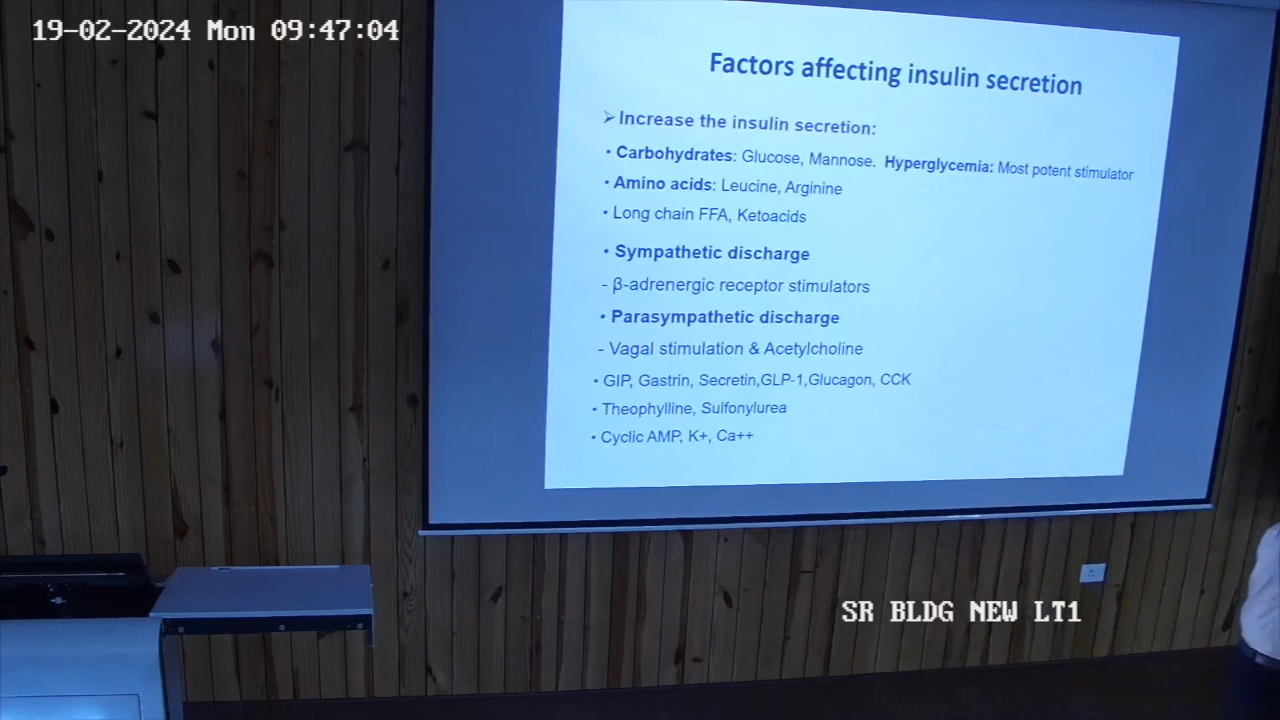 19-02-2024 Mon 09:47:04
Factors affecting insulin secretion
➢ Increase the insulin secretion:
• Carbohydrates: Glucose, Mannose. Hyperglycemia: Most potent stimulator
• Amino acids: Leucine, Arginine
• Long chain FFA, Ketoacids
• Sympathetic discharge
- β-adrenergic receptor stimulators
• Parasympathetic discharge
- Vagal stimulation & Acetylcholine
• GIP, Gastrin, Secretin,GLP-1,Glucagon, CCK
• Theophylline, Sulfonylurea
• Cyclic AMP, K+, Ca++
SR BLDG NEW LT1